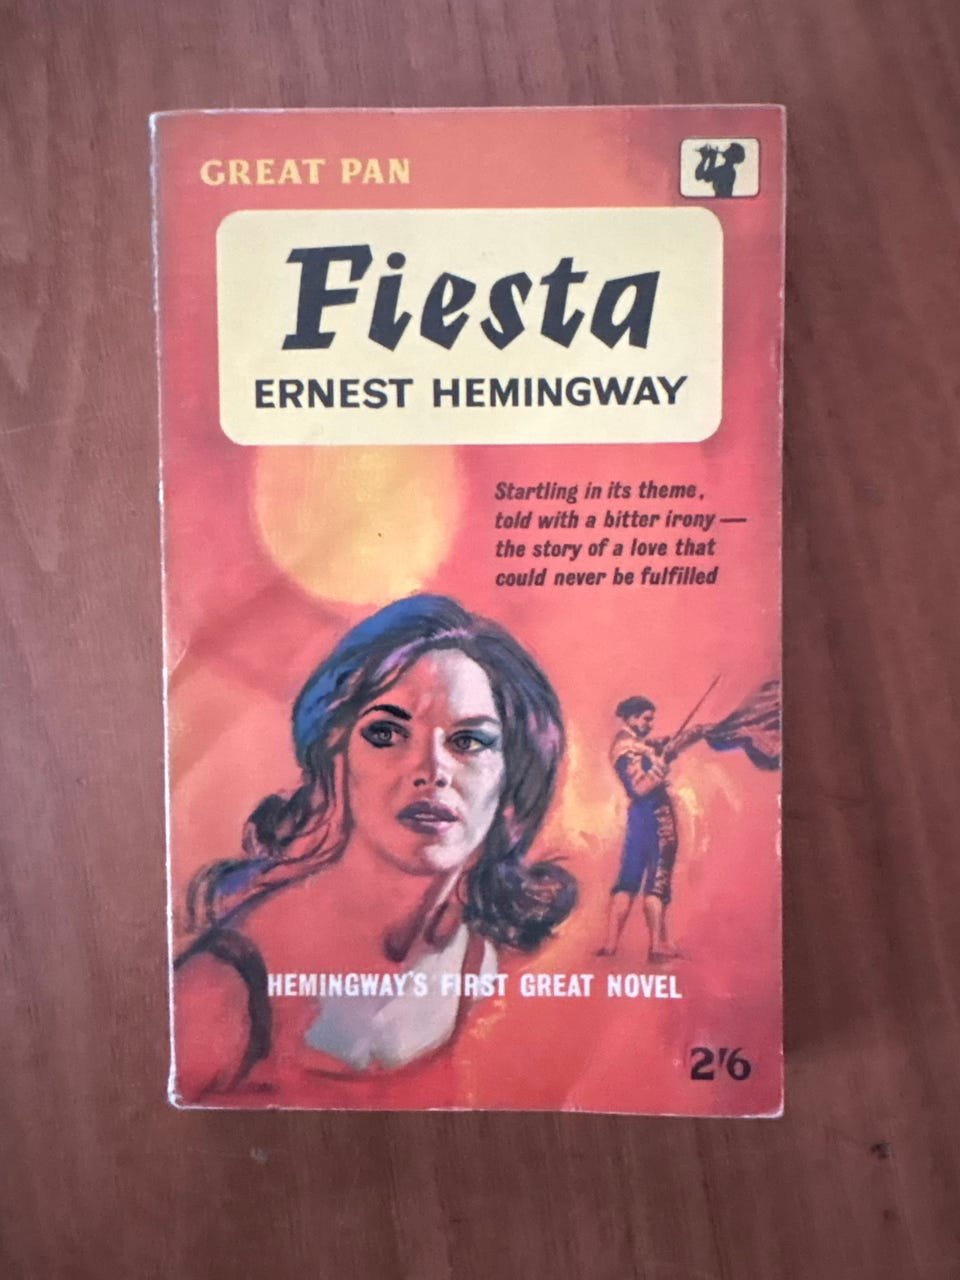 GREAT PAN
Fiesta
ERNEST HEMINGWAY
Startling in its theme,
told with a bitter irony —
the story of a love that
could never be fulfilled
HEMINGWAY'S FIRST GREAT NOVEL
2'6